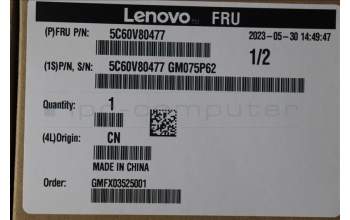 Lenovo FRU
(P)FRU P/N: 5C60V80477 2023-05-30 14:49:47
1/2
(1S)P/N, S/N: 5C60V80477 GM075P62
Quantity: 1
(4L)Origin: CN
MADE IN CHINA
Order: GMFX03525001